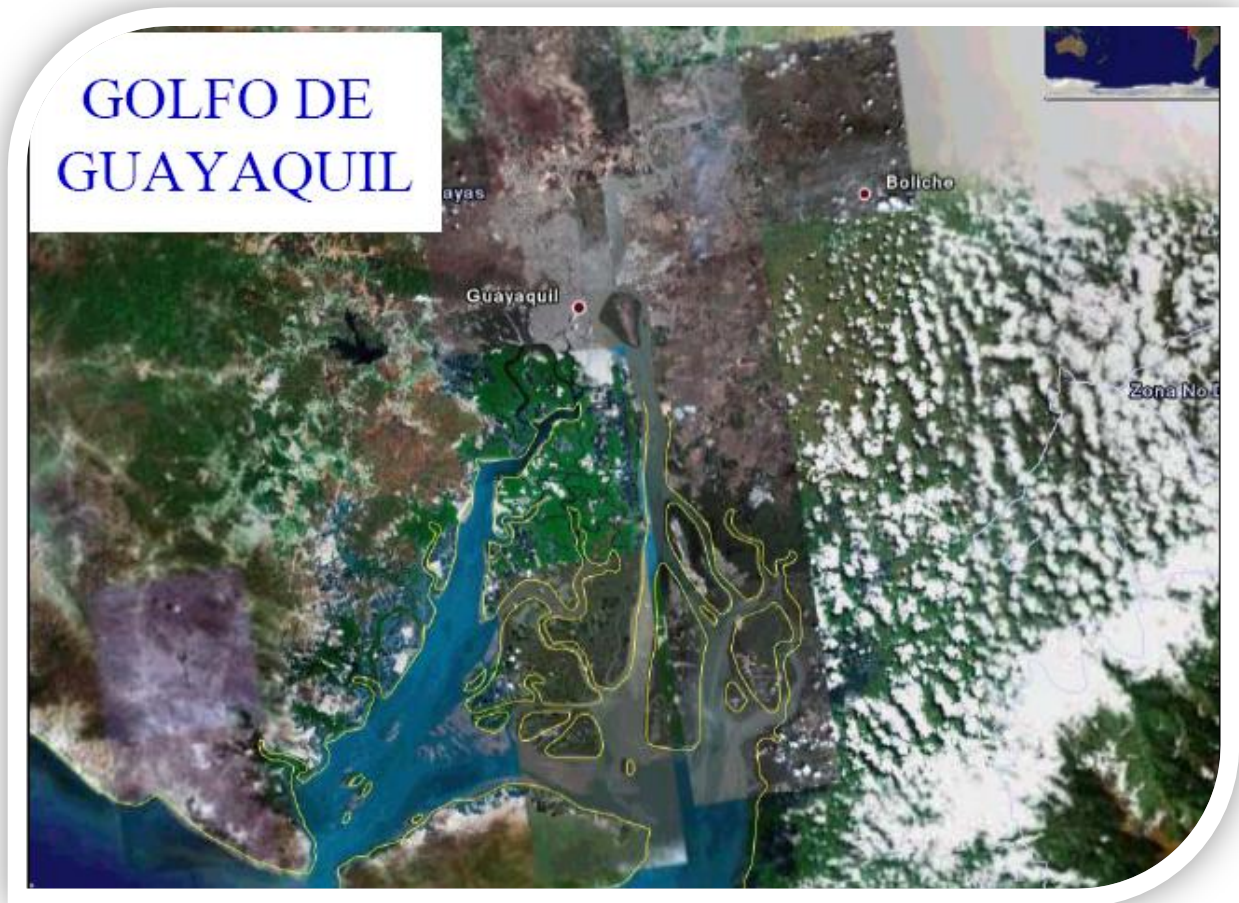 GOLFO DE
GUAYAQUIL
ayas
Boliche
Guayaquil
Zona No D